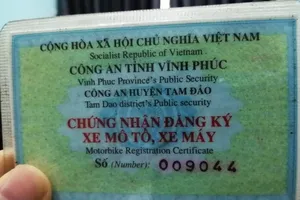 CỘNG HÒA XÃ HỘI CHỦ NGHĨA VIỆT NAM
Socialist Republic of Vietnam
CÔNG AN TỈNH VĨNH PHÚC
Vinh Phuc Province's Public Security
CÔNG AN HUYỆN TAM ĐẢO
Tam Dao district's Public security
CHỨNG NHẬN ĐĂNG KÝ
XE MÔ TÔ, XE MÁY
Motorbike Registration Certificate
Số (Number): 009044